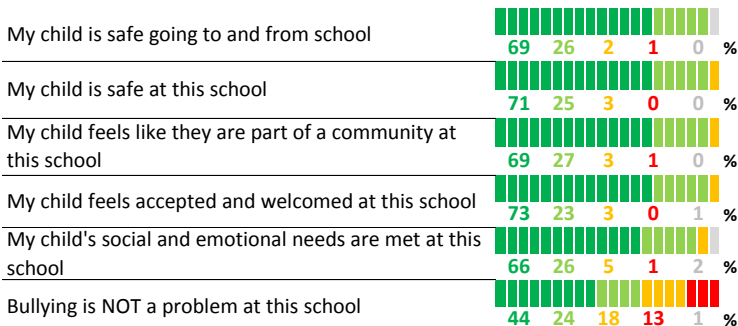 My child is safe going to and from school
69 26 2 1 0 %
My child is safe at this school
71 25 3 0 0 %
My child feels like they are part of a community at
this school
69 27 3 1 0 %
My child feels accepted and welcomed at this school
73 23 3 0 1 %
My child's social and emotional needs are met at this
school
66 26 5 1 2 %
Bullying is NOT a problem at this school
44 24 18 13 1 %